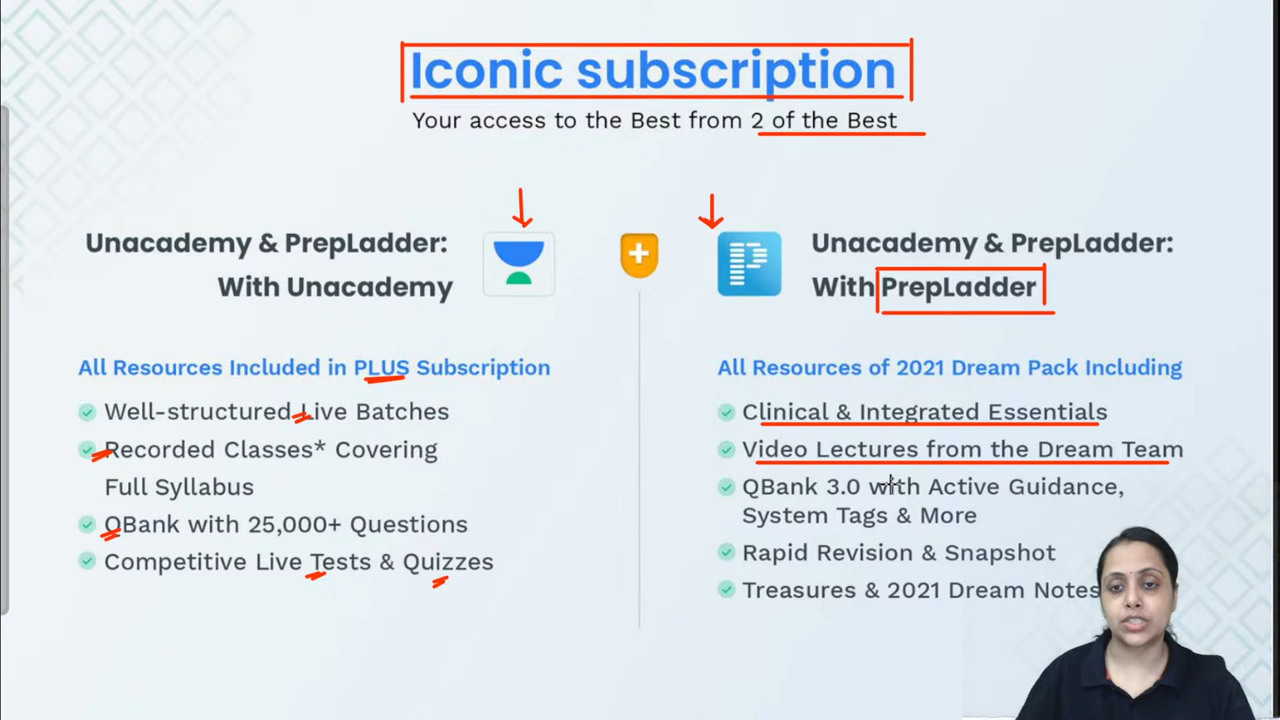 Iconic subscription
Your access to the Best from 2 of the Best
Unacademy & PrepLadder:
With Unacademy
All Resources Included in PLUS Subscription
Well-structured Live Batches
Recorded Classes* Covering
Full Syllabus
QBank with 25,000+ Questions
Competitive Live Tests & Quizzes
Unacademy & PrepLadder:
With PrepLadder
All Resources of 2021 Dream Pack Including
Clinical & Integrated Essentials
Video Lectures from the Dream Team
QBank 3.0 with Active Guidance,
System Tags & More
Rapid Revision & Snapshot
Treasures & 2021 Dream Notes